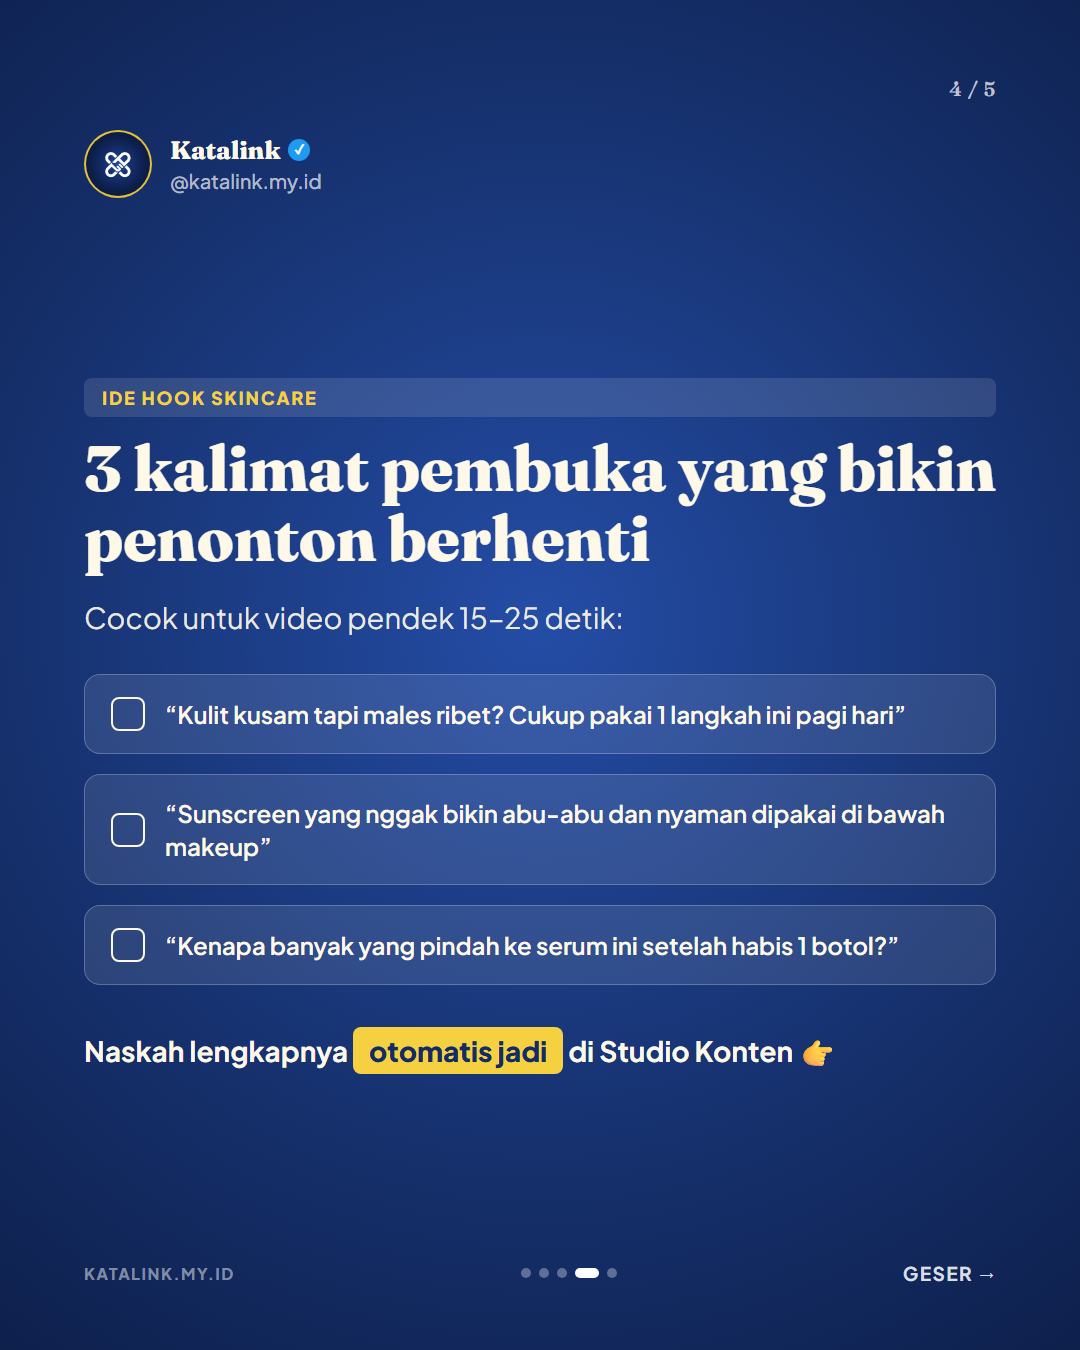 4 / 5
Katalink
@katalink.my.id
IDE HOOK SKINCARE
3 kalimat pembuka yang bikin
penonton berhenti
Cocok untuk video pendek 15–25 detik:
“Kulit kusam tapi males ribet? Cukup pakai 1 langkah ini pagi hari”
“Sunscreen yang nggak bikin abu-abu dan nyaman dipakai di bawah
makeup”
“Kenapa banyak yang pindah ke serum ini setelah habis 1 botol?”
Naskah lengkapnya otomatis jadi di Studio Konten 👉
KATALINK.MY.ID
GESER →